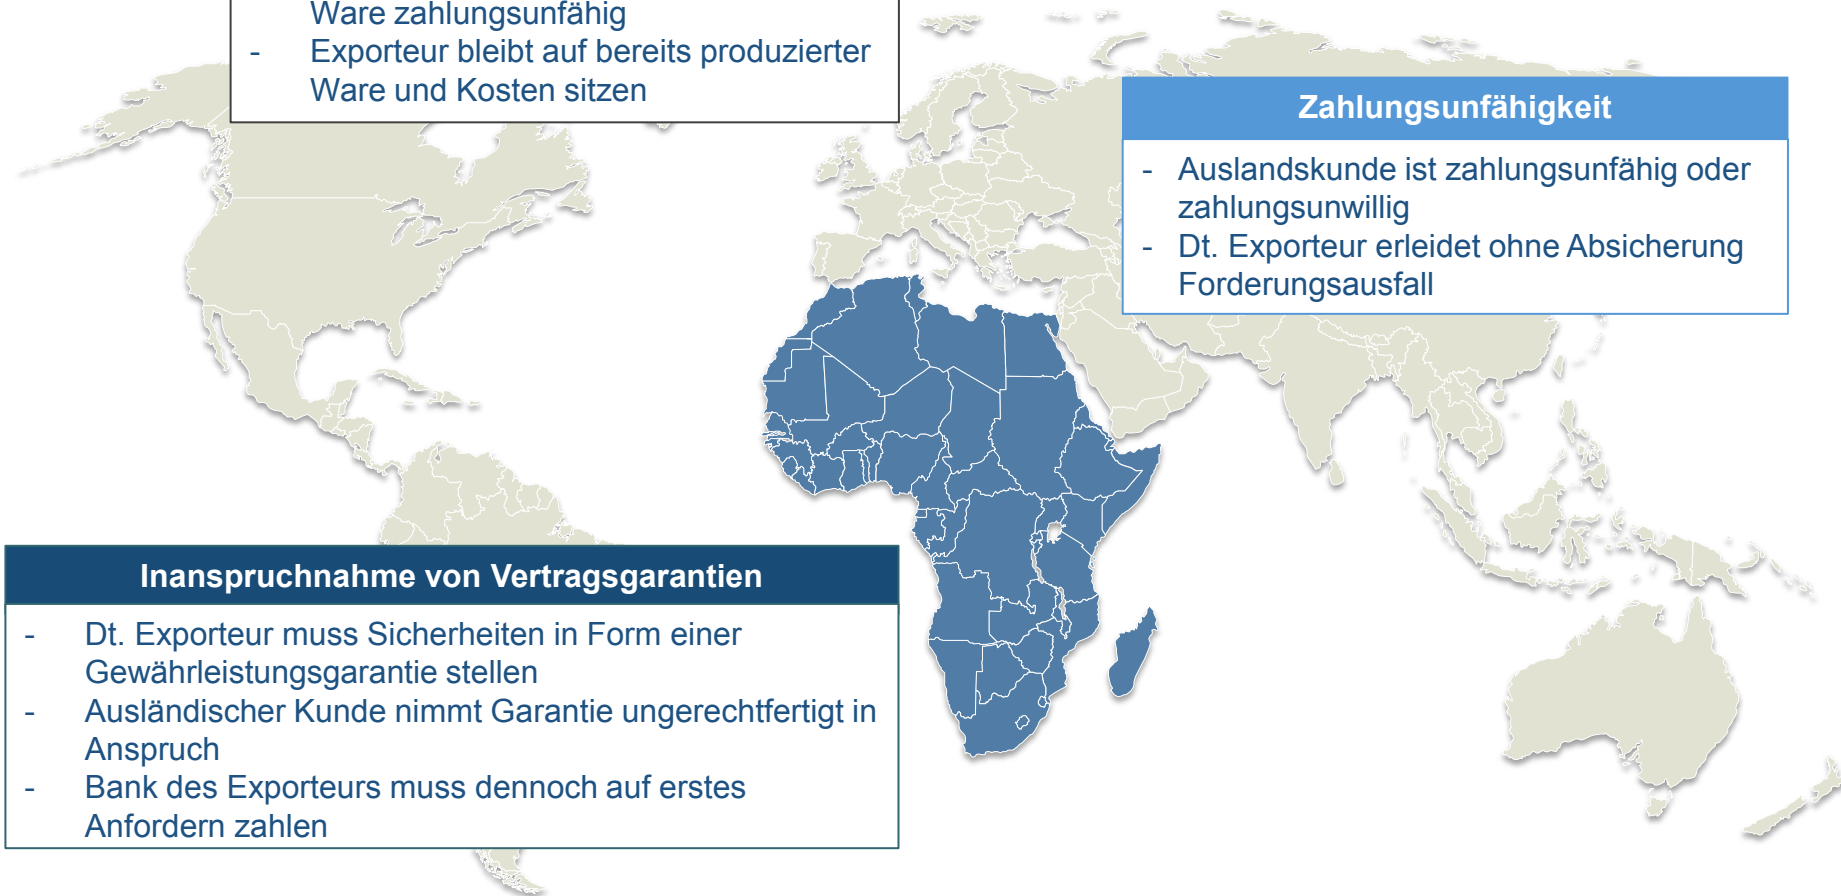 Ware zahlungsunfähig
- Exporteur bleibt auf bereits produzierter
Ware und Kosten sitzen
Zahlungsunfähigkeit
- Auslandskunde ist zahlungsunfähig oder
zahlungsunwillig
- Dt. Exporteur erleidet ohne Absicherung
Forderungsausfall
Inanspruchnahme von Vertragsgarantien
- Dt. Exporteur muss Sicherheiten in Form einer
Gewährleistungsgarantie stellen
- Ausländischer Kunde nimmt Garantie ungerechtfertigt in
Anspruch
- Bank des Exporteurs muss dennoch auf erstes
Anfordern zahlen